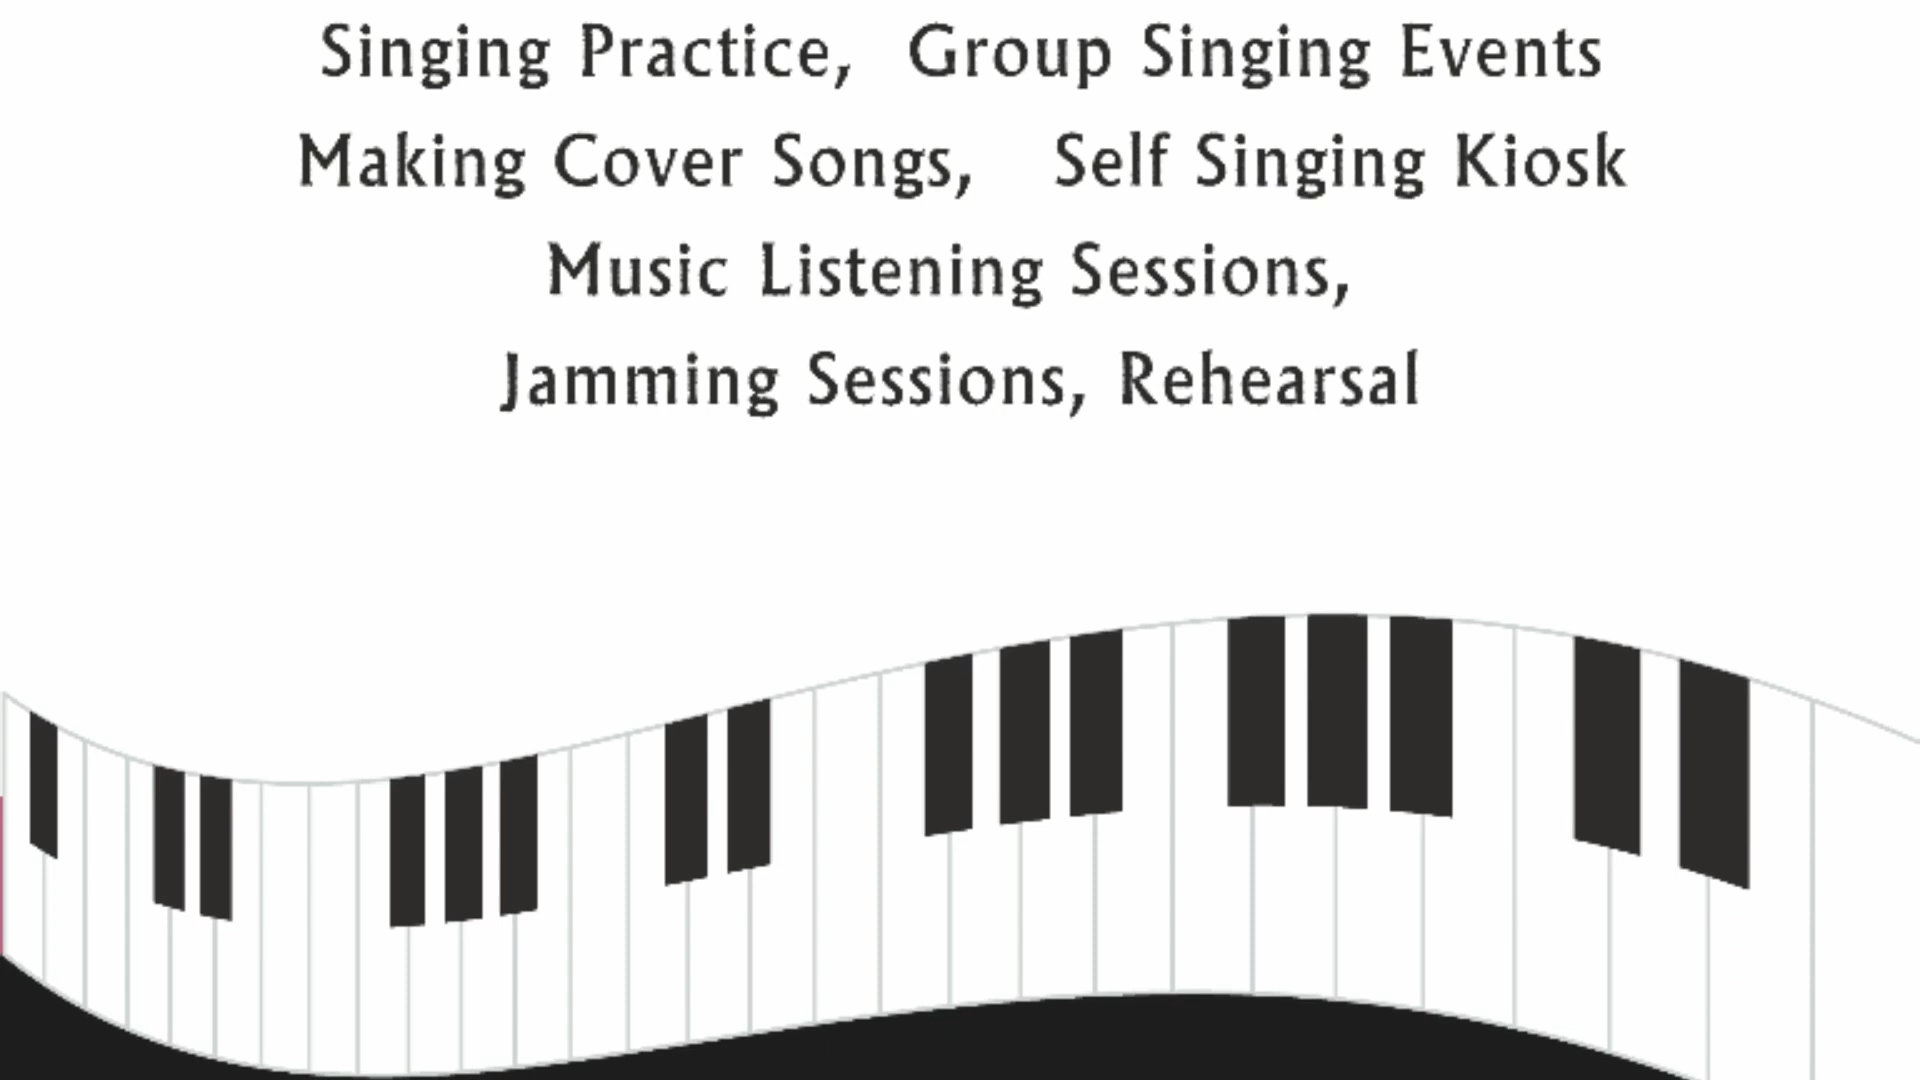 Singing Practice, Group Singing Events
Making Cover Songs, Self Singing Kiosk
Music Listening Sessions,
Jamming Sessions, Rehearsal